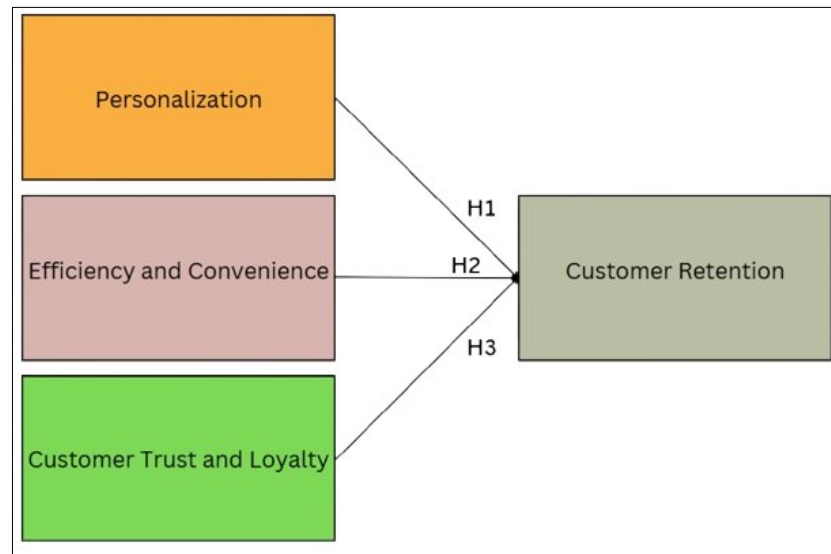 Personalization
H1
Efficiency and Convenience
H2
Customer Retention
H3
Customer Trust and Loyalty